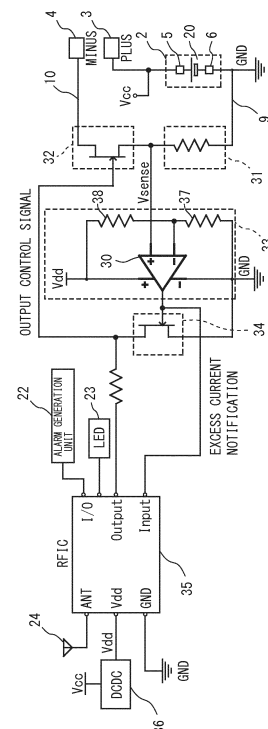 4
MINUS
3
PLUS
2
5
20
6
GND
Vcc
10
9
32
31
Vsense
OUTPUT CONTROL SIGNAL
38
37
30
Vdd
+
−
+
−
GND
33
34
EXCESS CURRENT
NOTIFICATION
22
ALARM GENERATION
UNIT
23
LED
RFIC
I/O
Output
Input
ANT
Vdd
GND
35
24
Vdd
Vcc
DCDC
36
GND